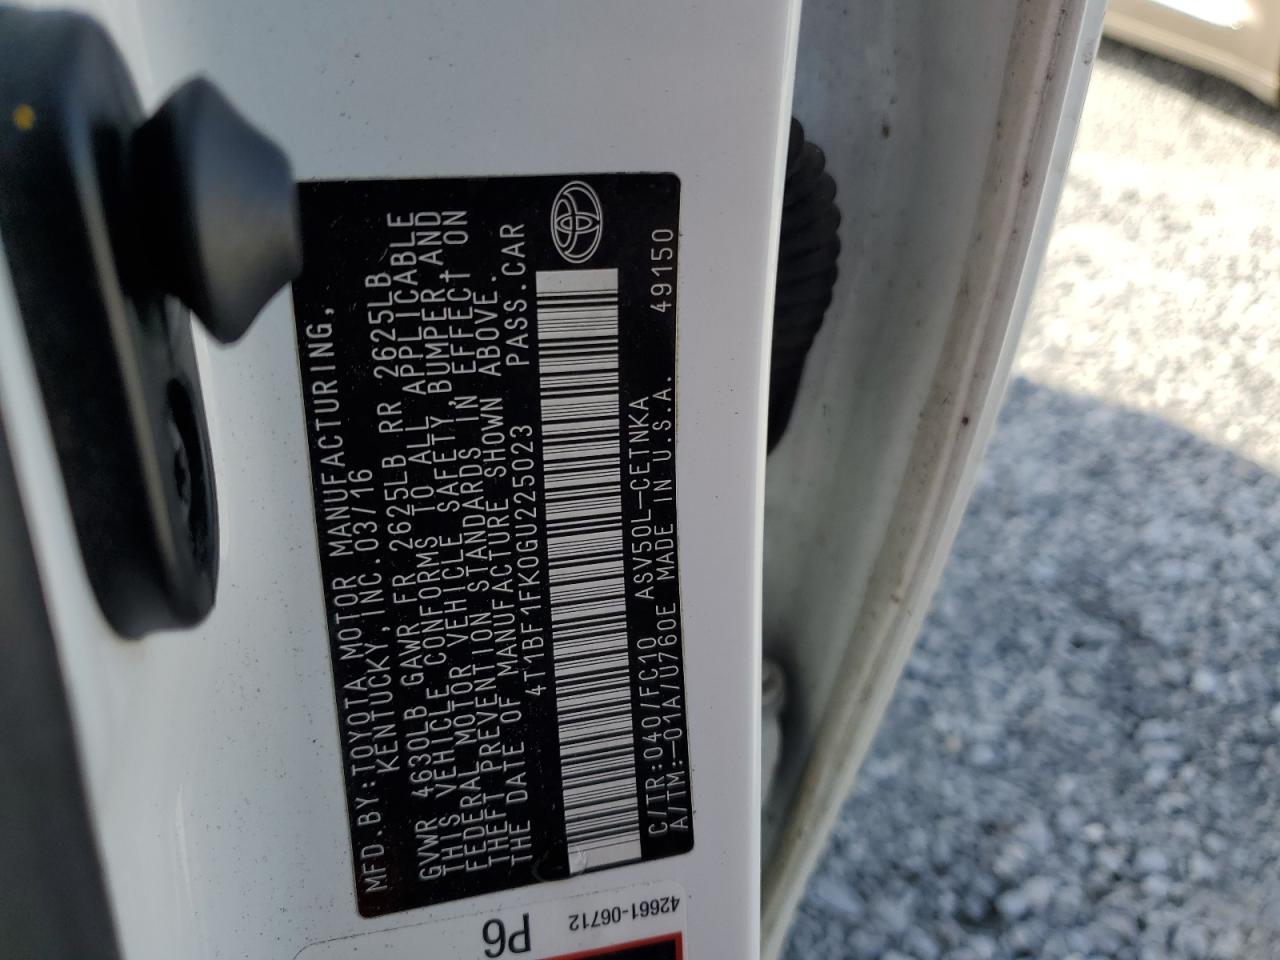 MFD.BY:TOYOTA MOTOR MANUFACTURING,
KENTUCKY,INC. 03/16
GVWR 4630LB GAWR FR 2625LB RR 2625LB
THIS VEHICLE CONFORMS TO ALL APPLICABLE
FEDERAL MOTOR VEHICLE SAFETY,BUMPER,AND
THEFT PREVENTION STANDARDS IN EFFECT ON
THE DATE OF MANUFACTURE SHOWN ABOVE.
4T1BF1FK0GU225023 PASS.CAR
C/TR:040/FC10 ASV50L-CETNKA
A/TM:-01A/U760E MADE IN U.S.A. 49150
42661-06712
P6